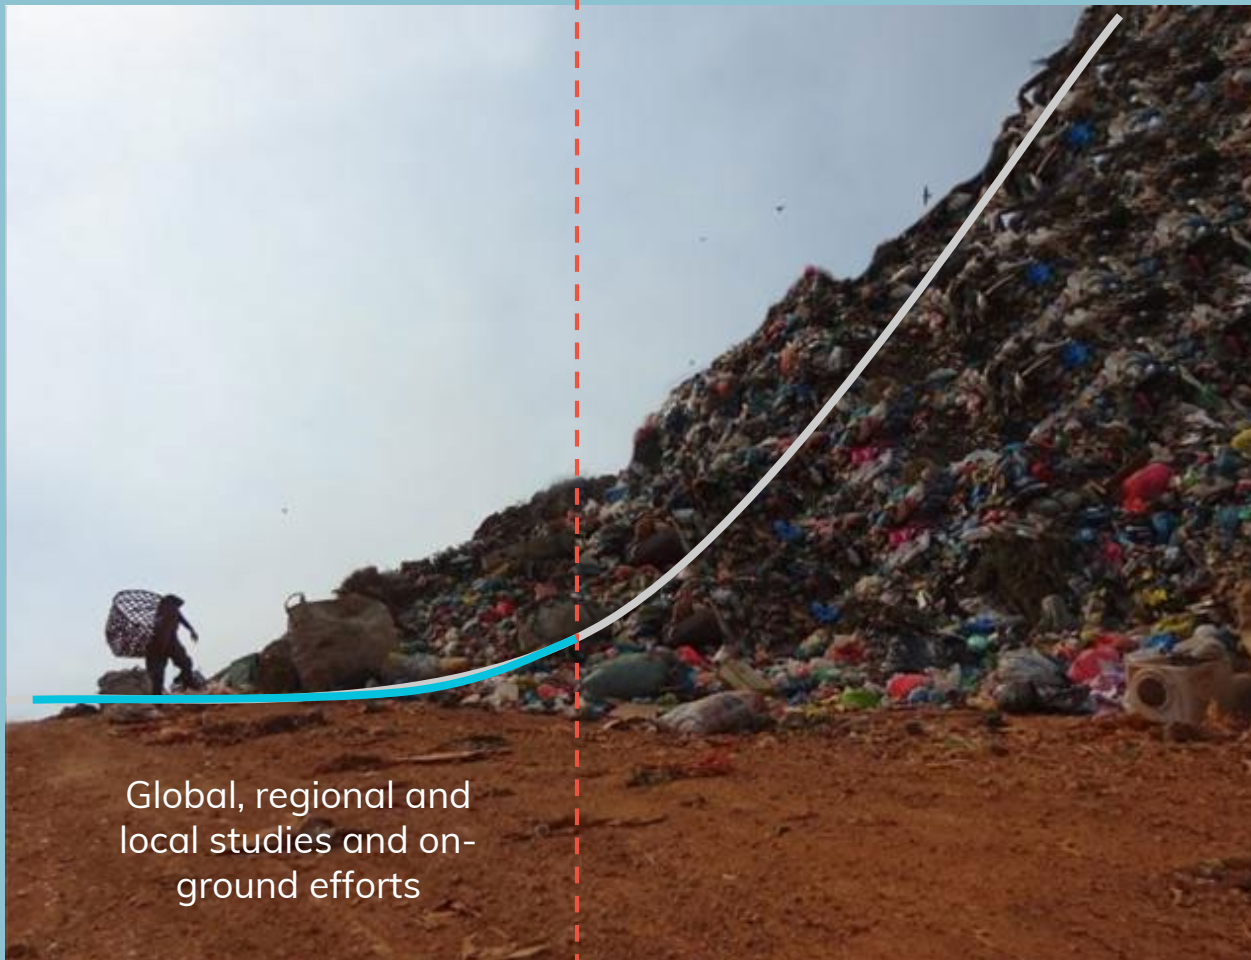 Global, regional and
local studies and on-
ground efforts